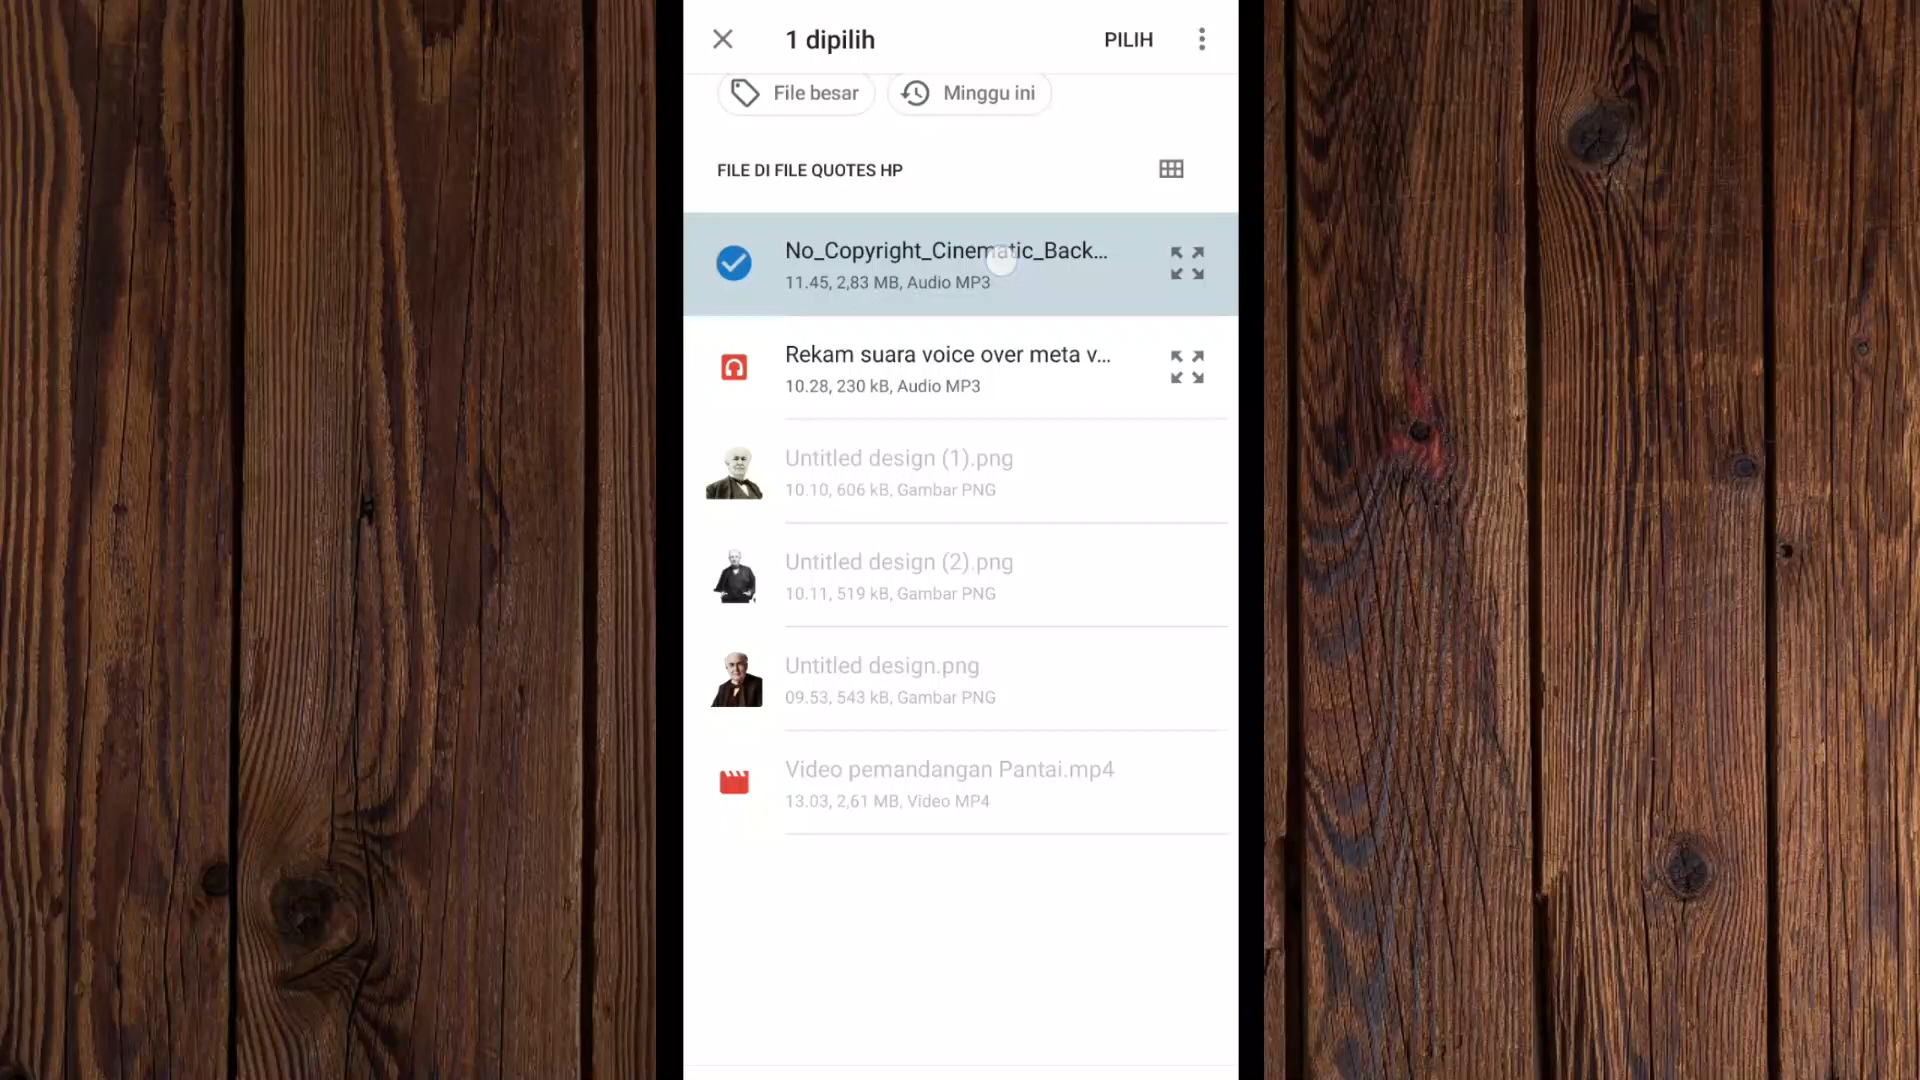 1 dipilih
PILIH
File besar
Minggu ini
FILE DI FILE QUOTES HP
No_Copyright_Cinematic_Back...
11.45, 2,83 MB, Audio MP3
Rekam suara voice over meta v...
10.28, 230 kB, Audio MP3
Untitled design (1).png
10.10, 606 kB, Gambar PNG
Untitled design (2).png
10.11, 519 kB, Gambar PNG
Untitled design.png
09.53, 543 kB, Gambar PNG
Video pemandangan Pantai.mp4
13.03, 2,61 MB, Video MP4